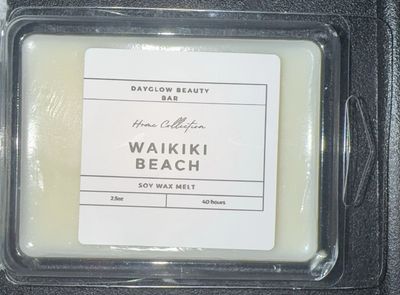 DAYGLOW BEAUTY
BAR
Home Collection
WAIKIKI
BEACH
SOY WAX MELT
2.5oz
40 hours